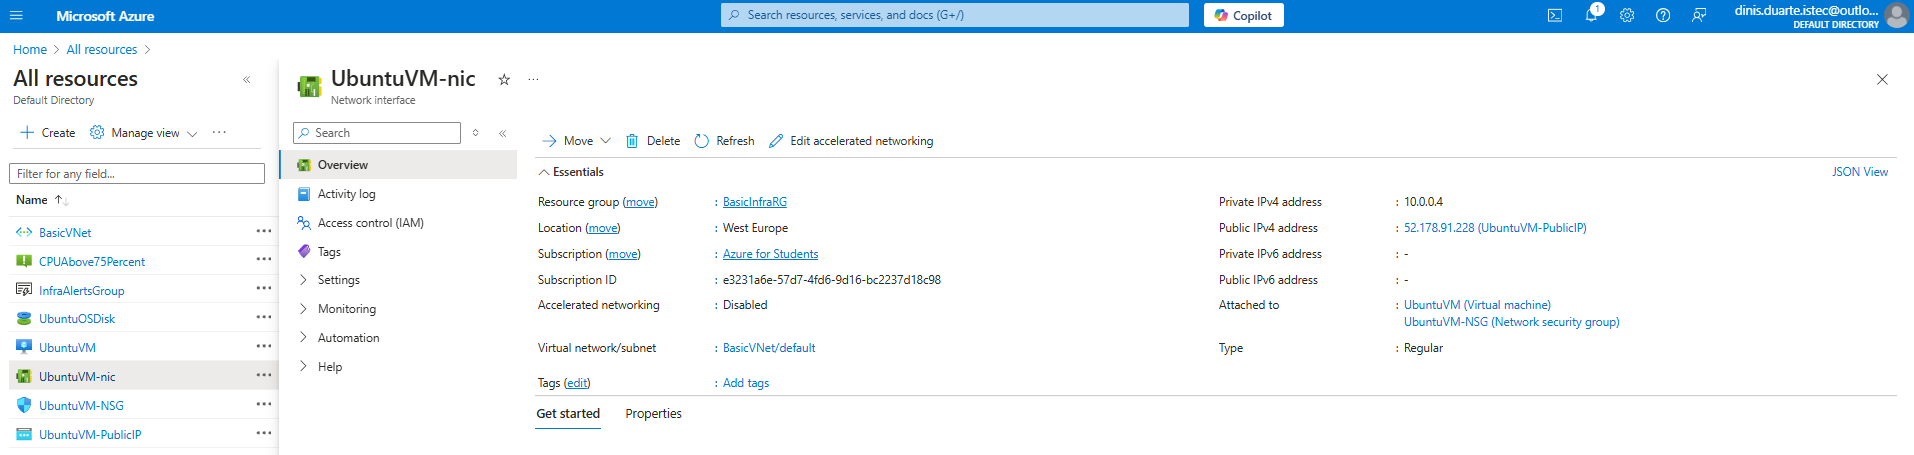 Microsoft Azure
Search resources, services, and docs (G+/)
Copilot
1
dinis.duarte.istec@outlo...
DEFAULT DIRECTORY
Home > All resources >
All resources
Default Directory
Create
Manage view
Filter for any field...
Name
BasicVNet
CPUAbove75Percent
InfraAlertsGroup
UbuntuOSDisk
UbuntuVM
UbuntuVM-nic
UbuntuVM-NSG
UbuntuVM-PublicIP
UbuntuVM-nic
Network interface
Search
Overview
Activity log
Access control (IAM)
Tags
Settings
Monitoring
Automation
Help
Move
Delete
Refresh
Edit accelerated networking
Essentials
JSON View
Resource group (move) : BasicInfraRG
Location (move) : West Europe
Subscription (move) : Azure for Students
Subscription ID : e3231a6e-57d7-4fd6-9d16-bc2237d18c98
Accelerated networking : Disabled
Virtual network/subnet : BasicVNet/default
Tags (edit) : Add tags
Private IPv4 address : 10.0.0.4
Public IPv4 address : 52.178.91.228 (UbuntuVM-PublicIP)
Private IPv6 address : -
Public IPv6 address : -
Attached to : UbuntuVM (Virtual machine)
UbuntuVM-NSG (Network security group)
Type : Regular
Get started
Properties